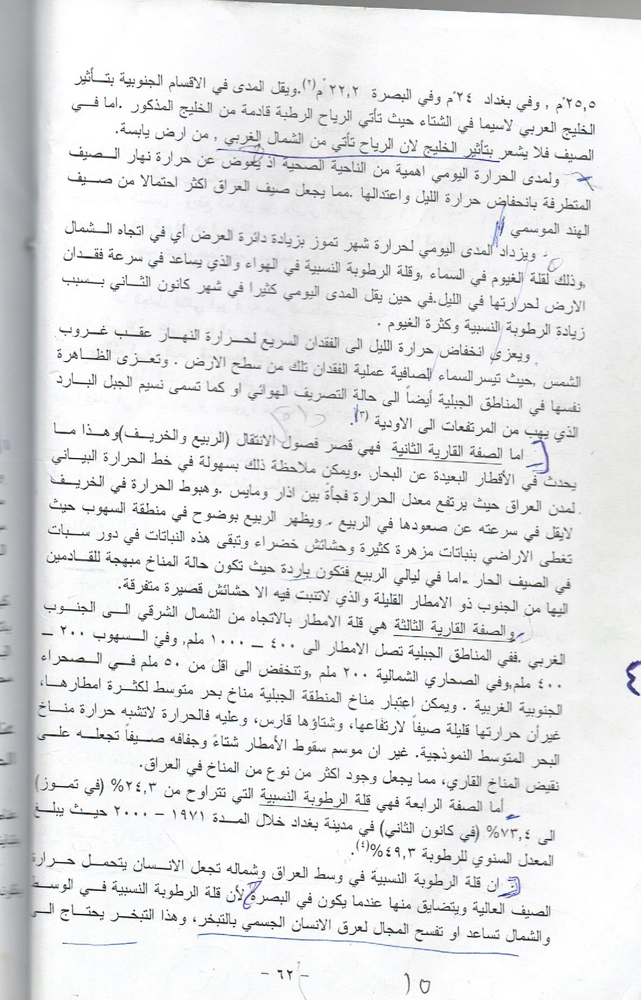 ٢٥,٥ ْم , وفي بغداد ٢٤ ْم وفي البصرة ٢٢,٢ ْم(٢).ويقل المدى في الاقسام الجنوبية بتأثير
الخليج العربي لاسيما في الشتاء حيث تأتي الرياح الرطبة قادمة من الخليج المذكور .اما في
الصيف فلا يشعر بتأثير الخليج لان الرياح تأتي من الشمال الغربي , من ارض يابسة.
ولمدى الحرارة اليومي اهمية من الناحية الصحية اذ يعوض عن حرارة نهار الصيف
المتطرفة بانحفاض حرارة الليل واعتدالها .مما يجعل صيف العراق اكثر احتمالا من صيف
الهند الموسمي
ويزداد المدى اليومي لحرارة شهر تموز بزيادة دائرة العرض أي في اتجاه الشمال
,وذلك لقلة الغيوم في السماء ,وقلة الرطوبة النسبية في الهواء والذي يساعد في سرعة فقدان
الارض لحرارتها في الليل.في حين يقل المدى اليومي كثيرا في شهر كانون الثاني بسبب
زيادة الرطوبة النسبية وكثرة الغيوم .
ويعزى انخفاض حرارة الليل الى الفقدان السريع لحرارة النهار عقب غروب
الشمس ,حيث تيسرالسماء الصافية عملية الفقدان تلك من سطح الارض . وتعزى الظاهرة
نفسها في المناطق الجبلية أيضاً الى حالة التصريف الهوائي او كما تسمى نسيم الجبل البارد
الذي يهب من المرتفعات الى الاودية (٣).
اما الصفة القارية الثانية فهي قصر فصول الانتقال (الربيع والخريف)وهذا ما
يحدث في الأقطار البعيدة عن البحار .ويمكن ملاحظة ذلك بسهولة في خط الحرارة البياني
لمدن العراق حيث يرتفع معدل الحرارة فجأةً بين اذار ومايس .وهبوط الحرارة في الخريف
لايقل في سرعته عن صعودها في الربيع . ويظهر الربيع بوضوح في منطقة السهوب حيث
تغطى الاراضي بنباتات مزهرة كثيرة وحشائش خضراء وتبقى هذه النباتات في دور سبات
في الصيف الحار ..اما في ليالي الربيع فتكون باردة حيث تكون حالة المناخ مبهجة للقادمين
اليها من الجنوب ذو الامطار القليلة والذي لاتنبت فيه الا حشائش قصيرة متفرقة.
والصفة القارية الثالثة هي قلة الامطار بالاتجاه من الشمال الشرقي الى الجنوب
الغربي .ففي المناطق الجبلية تصل الامطار الى ٤٠٠ – ١٠٠٠ ملم, وفي السهوب ٢٠٠ –
٤٠٠ ملم,وفي الصحاري الشمالية ٢٠٠ ملم ,وتنخفض الى اقل من ٥٠ ملم في الصحراء
الجنوبية الغربية . ويمكن اعتبار مناخ المنطقة الجبلية مناخ بحر متوسط لكثرة امطارها،
غيرأن حرارتها قليلة صيفاً لارتفاعها، وشتاؤها قارس، وعليه فالحرارة لاتشبه حرارة مناخ
البحر المتوسط النموذجية. غير ان موسم سقوط الأمطار شتاءً وجفافه صيفاً تجعله على
نقيض المناخ القاري، مما يجعل وجود اكثر من نوع من المناخ في العراق.
أما الصفة الرابعة فهي قلة الرطوبة النسبية التي تتراوح من ٢٤,٣% (في تموز)
الى ٧٣,٤% (في كانون الثاني) في مدينة بغداد خلال المدة ١٩٧١ - ٢٠٠٠ حيث يبلغ
المعدل السنوي للرطوبة ٤٩,٣%(٤).
ان قلة الرطوبة النسبية في وسط العراق وشماله تجعل الانسان يتحمل حرارة
الصيف العالية ويتضايق منها عندما يكون في البصرة لأن قلة الرطوبة النسبية في الوسط
والشمال تساعد او تفسح المجال لعرق الانسان الجسمي بالتبخر، وهذا التبخر يحتاج الى
- ٦٢ -
١٥